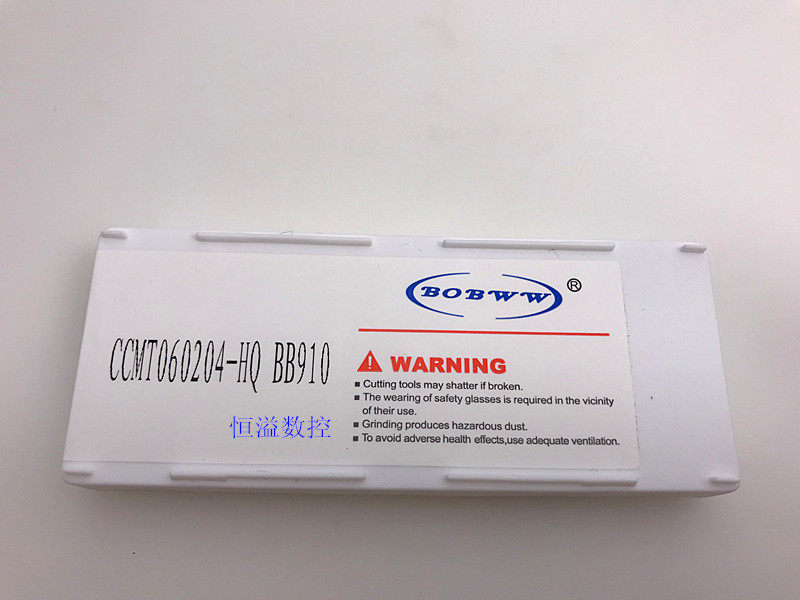 BOBWW ®
CCMT060204-HQ BB910
恒溢数控
WARNING
■ Cutting tools may shatter if broken.
■ The wearing of safety glasses is required in the vicinity
of their use.
■ Grinding produces hazardous dust.
■ To avoid adverse health effects,use adequate ventilation.